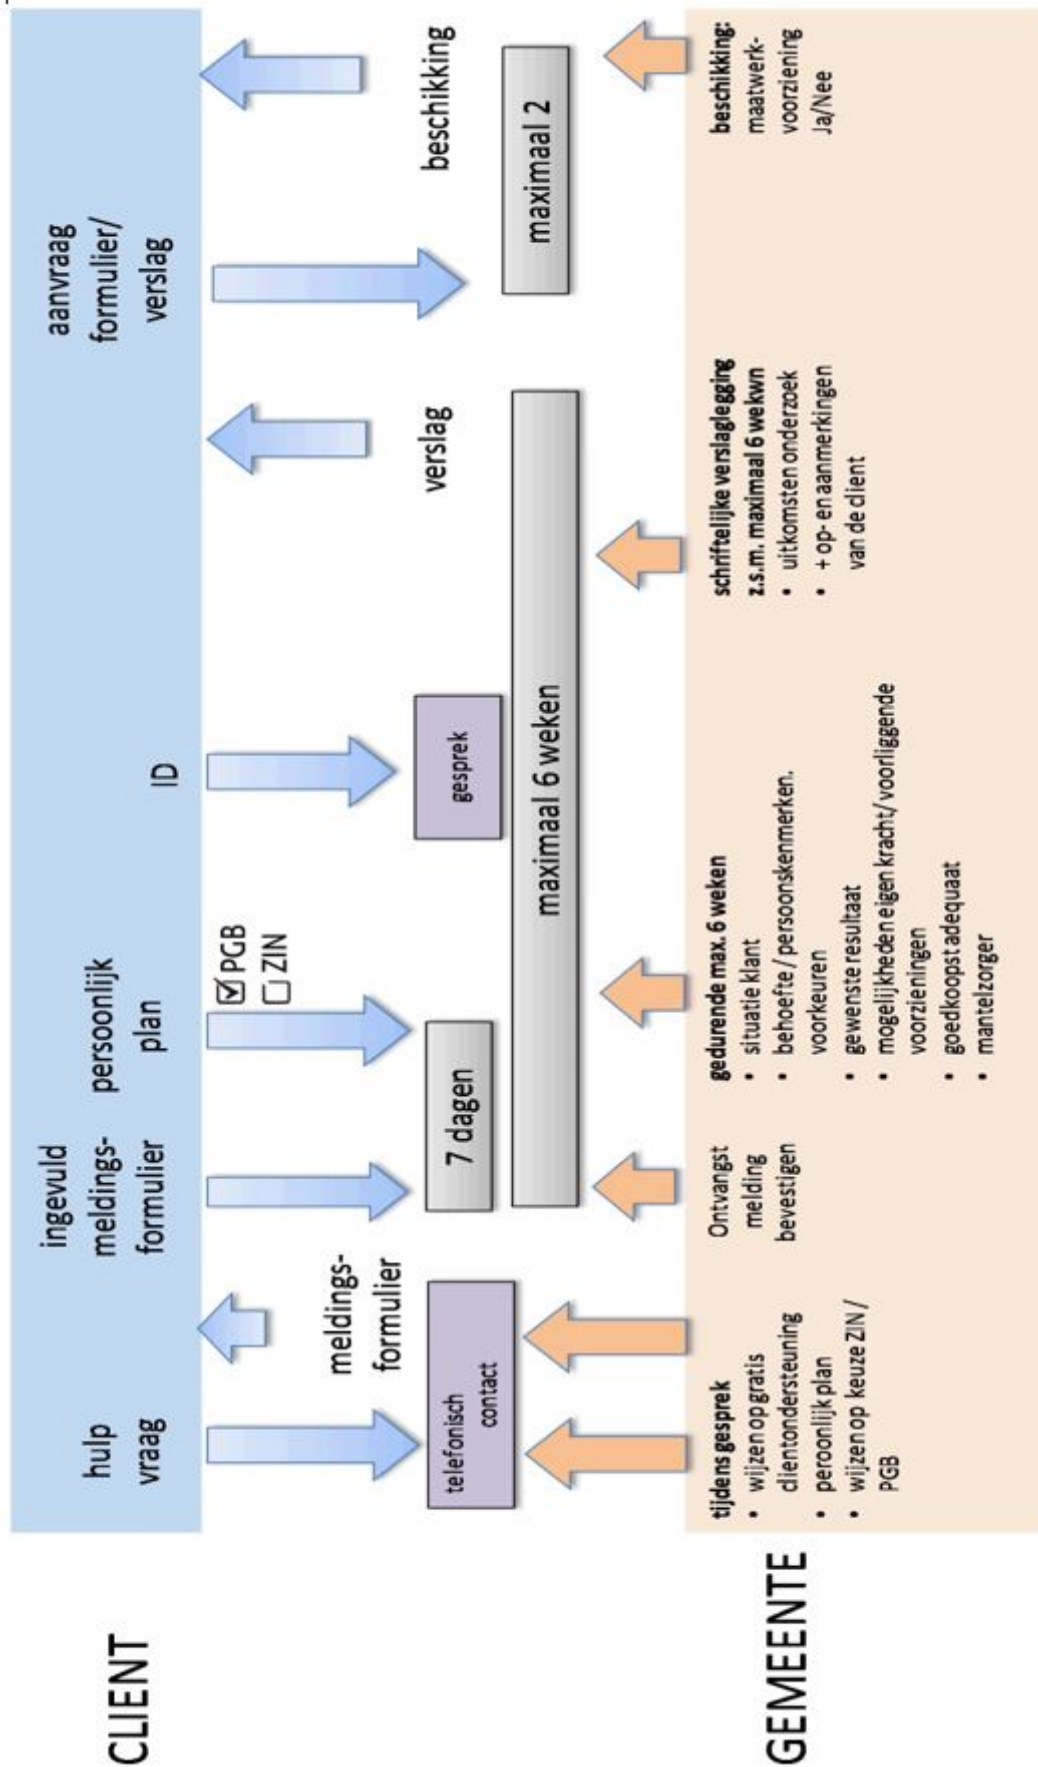 CLIENT
hulp
vraag
ingevuld
meldings-
formulier
persoonlijk
plan
ID
aanvraag
formulier/
verslag
PGB
ZIN
meldings-
formulier
verslag
beschikking
telefonisch
contact
7 dagen
gesprek
maximaal 6 weken
maximaal 2
GEMEENTE
tijdens gesprek
• wijzen op gratis
clientondersteuning
• peroonlijk plan
• wijzen op keuze ZIN /
PGB
Ontvangst
melding
bevestigen
gedurende max. 6 weken
• situatie klant
• behoefte / persoonskenmerken.
voorkeuren
• gewenste resultaat
• mogelijkheden eigen kracht/ voorliggende
voorzieningen
• goedkoopst adequaat
• mantelzorger
schriftelijke verslaglegging
z.s.m. maximaal 6 wekwn
• uitkomsten onderzoek
• + op- en aanmerkingen
van de client
beschikking:
maatwerk-
voorziening
Ja/Nee